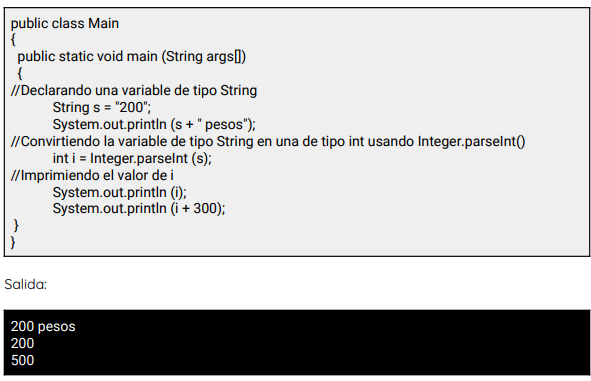 public class Main
{
public static void main (String args[])
{
//Declarando una variable de tipo String
String s = "200";
System.out.println (s + " pesos");
//Convirtiendo la variable de tipo String en una de tipo int usando Integer.parseInt()
int i = Integer.parseInt (s);
//Imprimiendo el valor de i
System.out.println (i);
System.out.println (i + 300);
}
}
Salida:
200 pesos
200
500